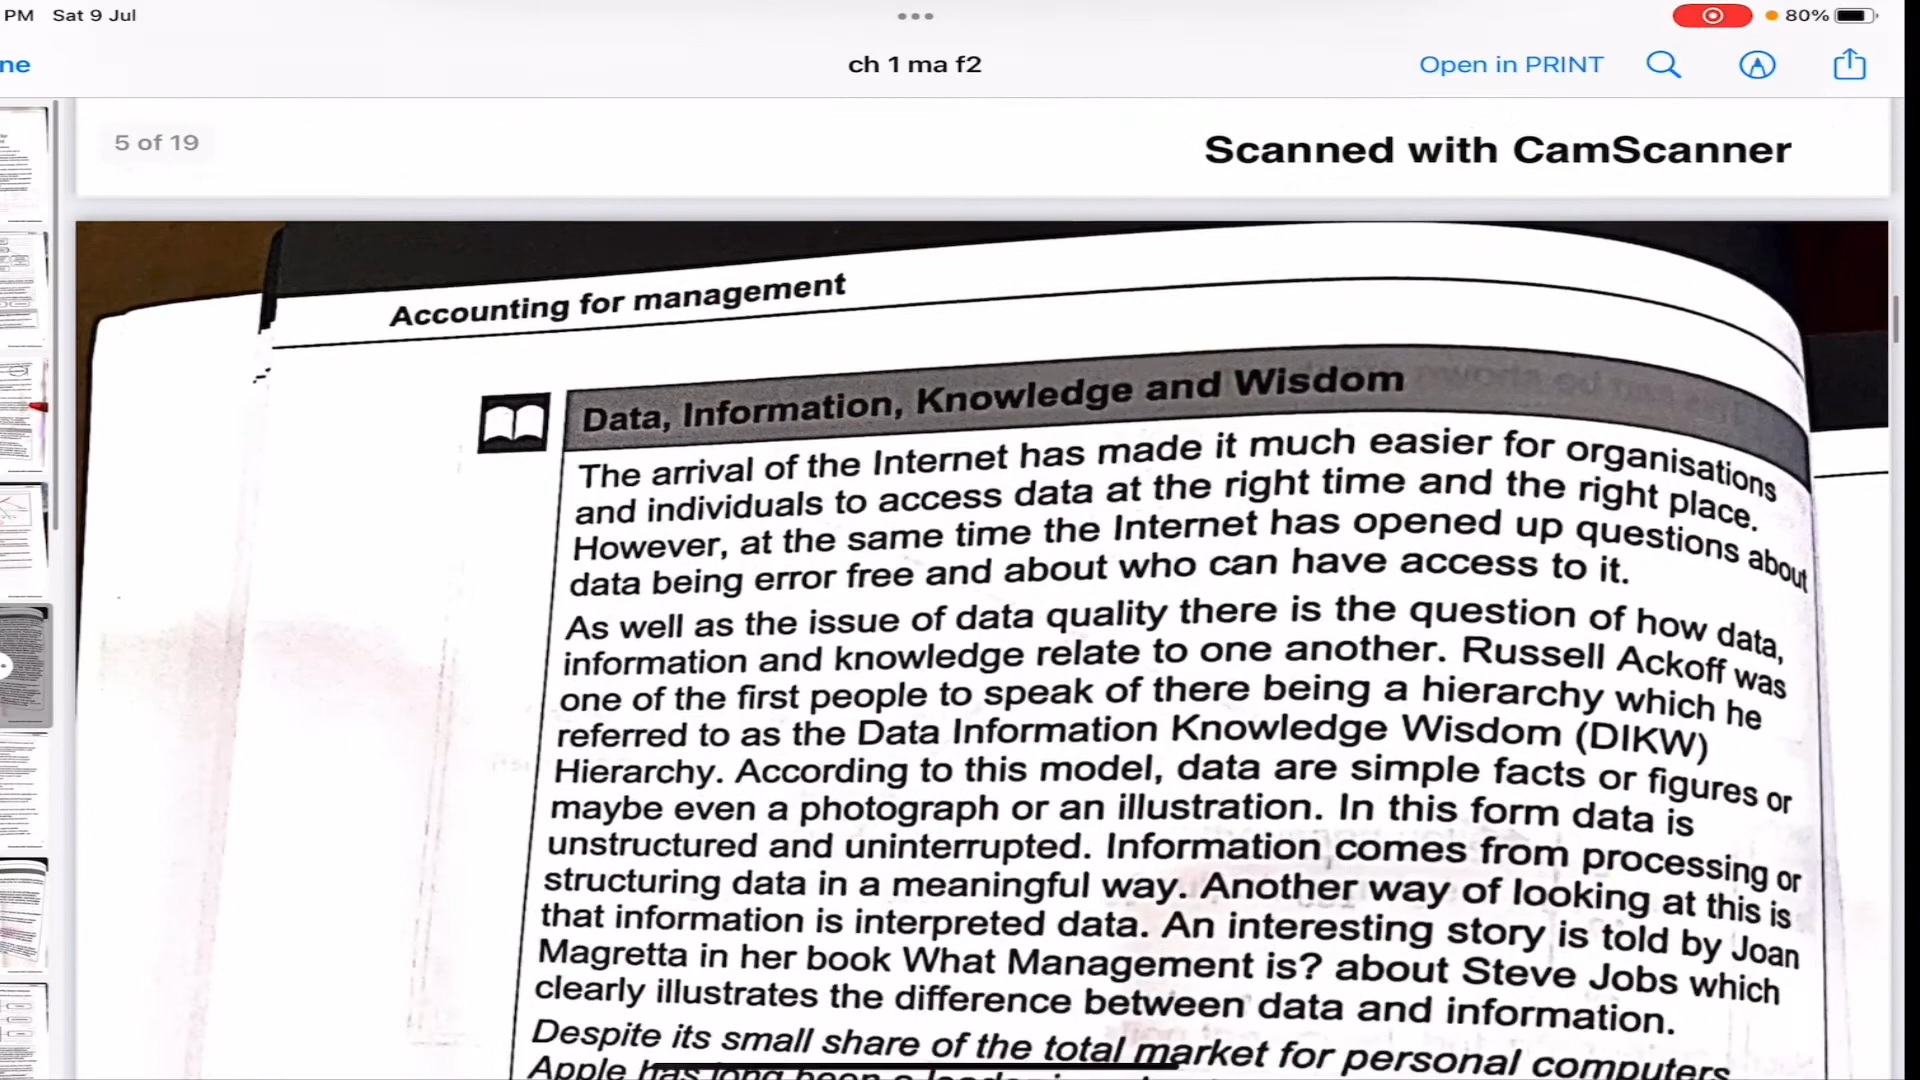 PM Sat 9 Jul
80%
ne
ch 1 ma f2
Open in PRINT
5 of 19
Scanned with CamScanner
Accounting for management
Data, Information, Knowledge and Wisdom
The arrival of the Internet has made it much easier for organisations
and individuals to access data at the right time and the right place.
However, at the same time the Internet has opened up questions about
data being error free and about who can have access to it.
As well as the issue of data quality there is the question of how data,
information and knowledge relate to one another. Russell Ackoff was
one of the first people to speak of there being a hierarchy which he
referred to as the Data Information Knowledge Wisdom (DIKW)
Hierarchy. According to this model, data are simple facts or figures or
maybe even a photograph or an illustration. In this form data is
unstructured and uninterrupted. Information comes from processing or
structuring data in a meaningful way. Another way of looking at this is
that information is interpreted data. An interesting story is told by Joan
Magretta in her book What Management is? about Steve Jobs which
clearly illustrates the difference between data and information.
Despite its small share of the total market for personal computers
Apple has long been a